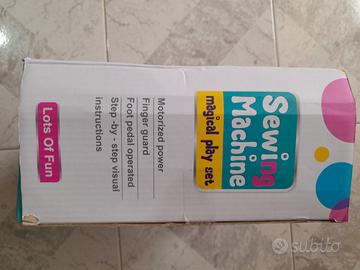 Sewing
Machine
magical play set
Motorized power
Finger guard
Foot pedal operated
Step -by - step visual
instructions
Lots Of Fun
subito